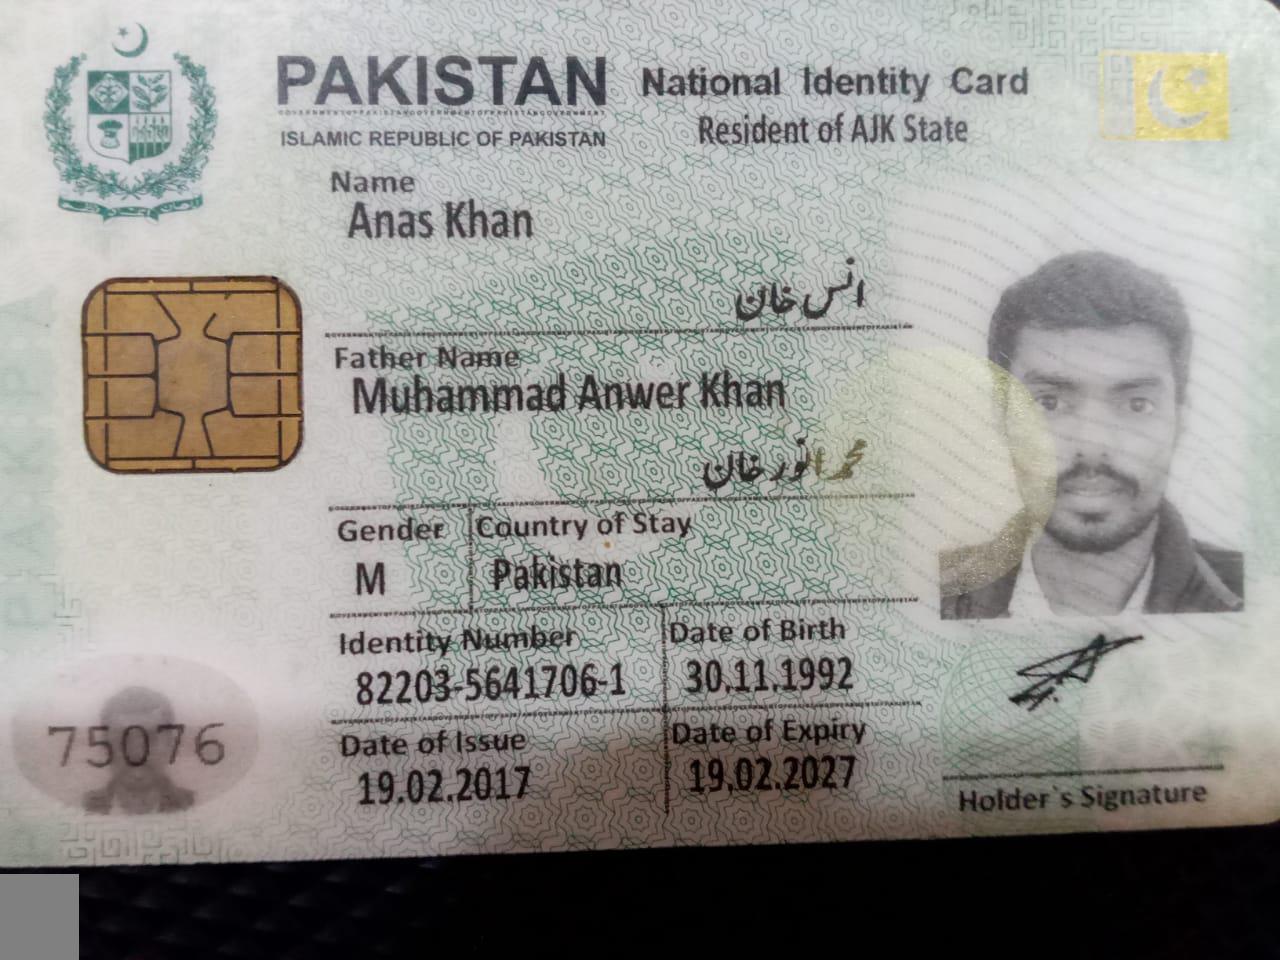 PAKISTAN National Identity Card
ISLAMIC REPUBLIC OF PAKISTAN Resident of AJK State
Name
Anas Khan
انس خان
Father Name
Muhammad Anwer Khan
محمد انور خان
Gender Country of Stay
M Pakistan
Identity Number Date of Birth
82203-5641706-1 30.11.1992
75076
Date of Issue Date of Expiry
19.02.2017 19.02.2027
Holder`s Signature